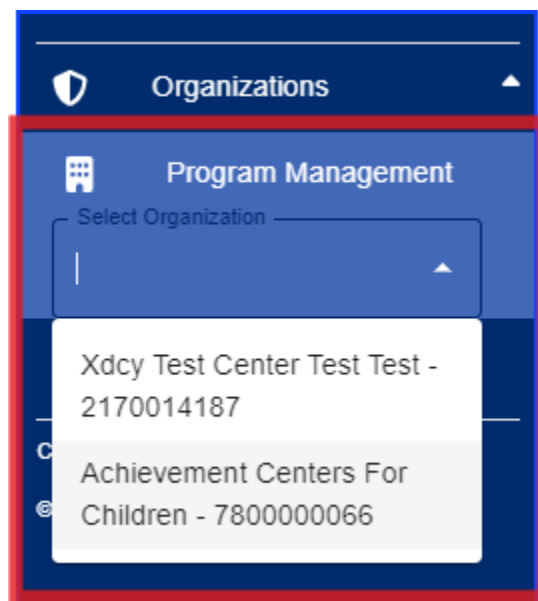 Organizations
Program Management
Select Organization
Xdcy Test Center Test Test -
2170014187
Achievement Centers For
Children - 7800000066
C
©